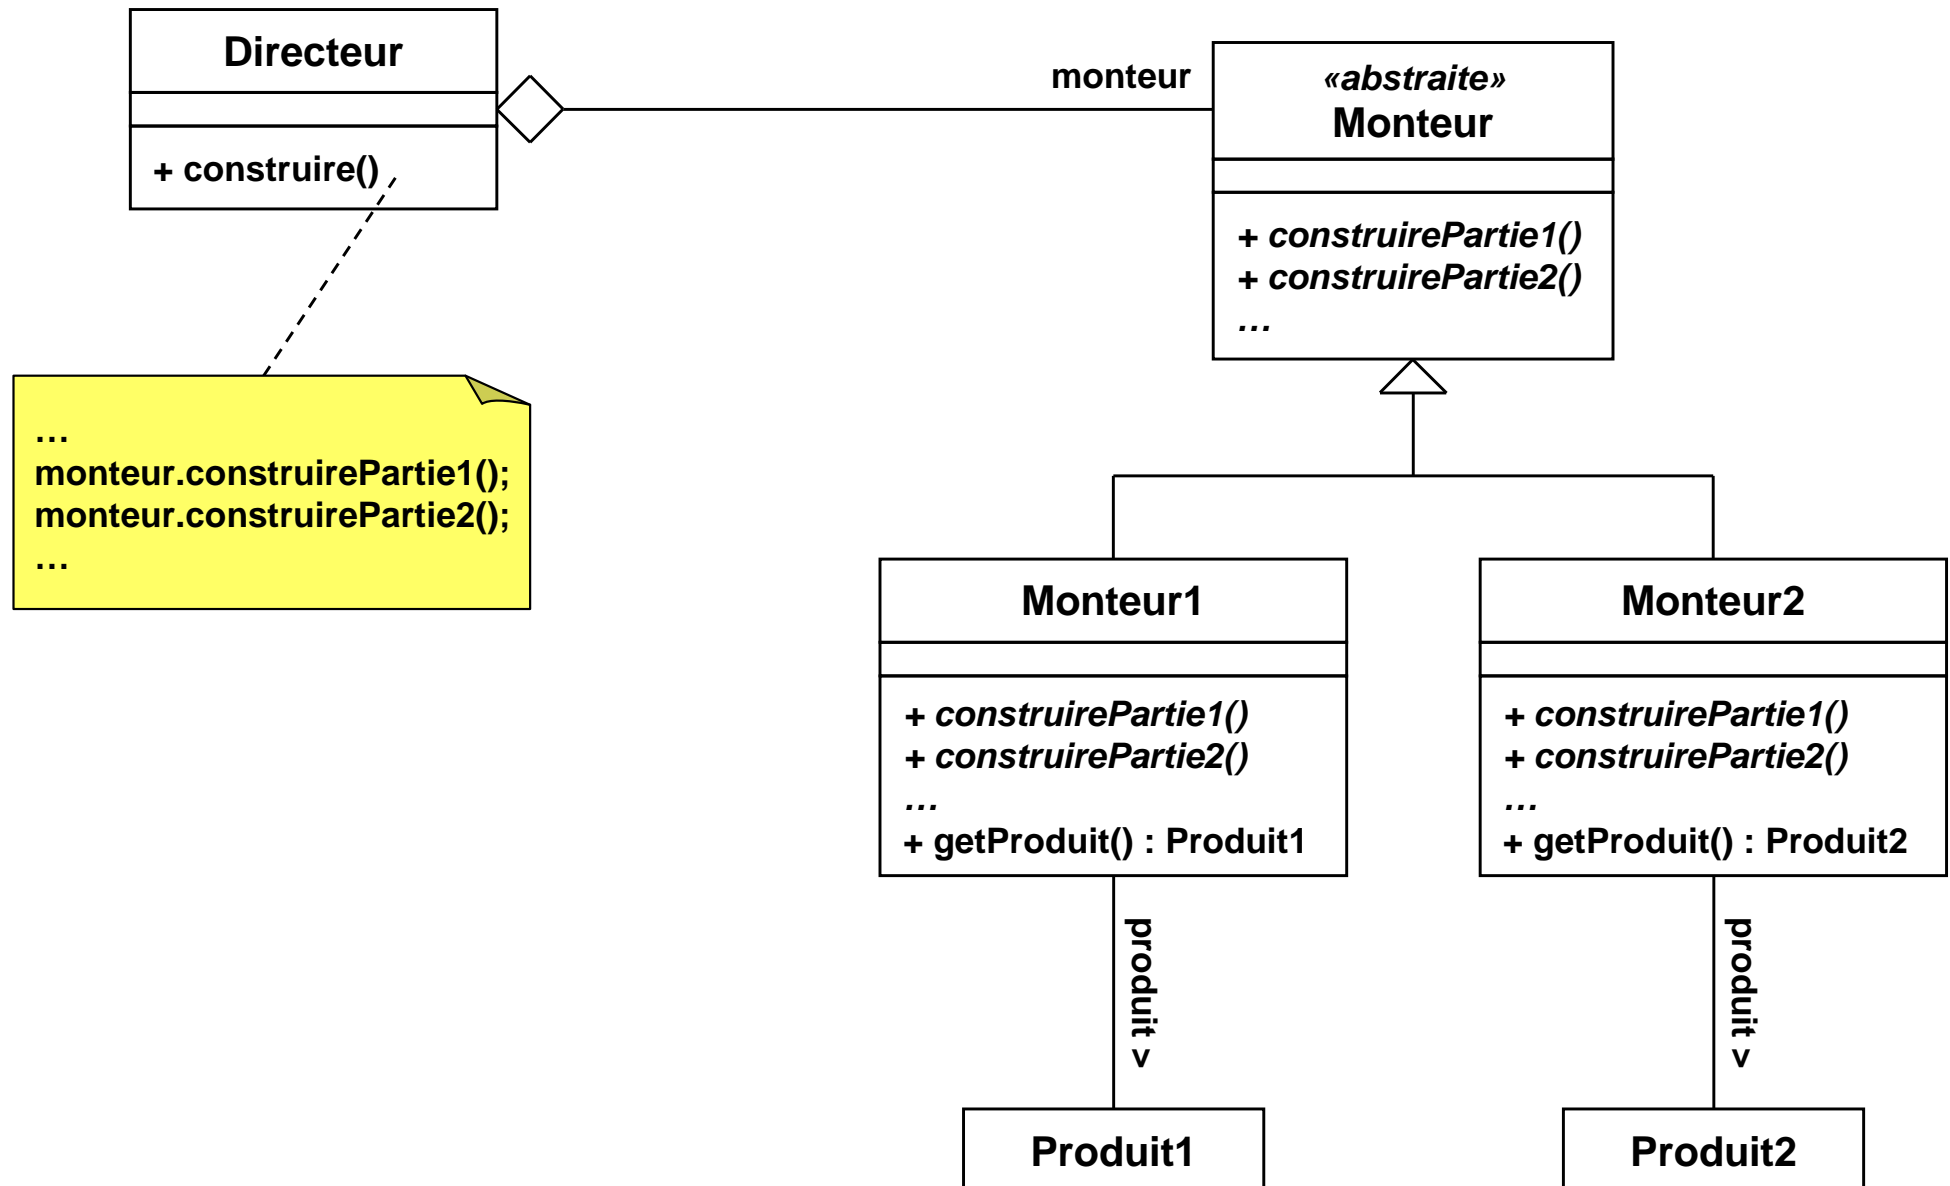 Directeur
+ construire()
monteur
«abstraite»
Monteur
+ construirePartie1()
+ construirePartie2()
…
…
monteur.construirePartie1();
monteur.construirePartie2();
…
Monteur1
+ construirePartie1()
+ construirePartie2()
…
+ getProduit() : Produit1
Monteur2
+ construirePartie1()
+ construirePartie2()
…
+ getProduit() : Produit2
produit >
produit >
Produit1
Produit2